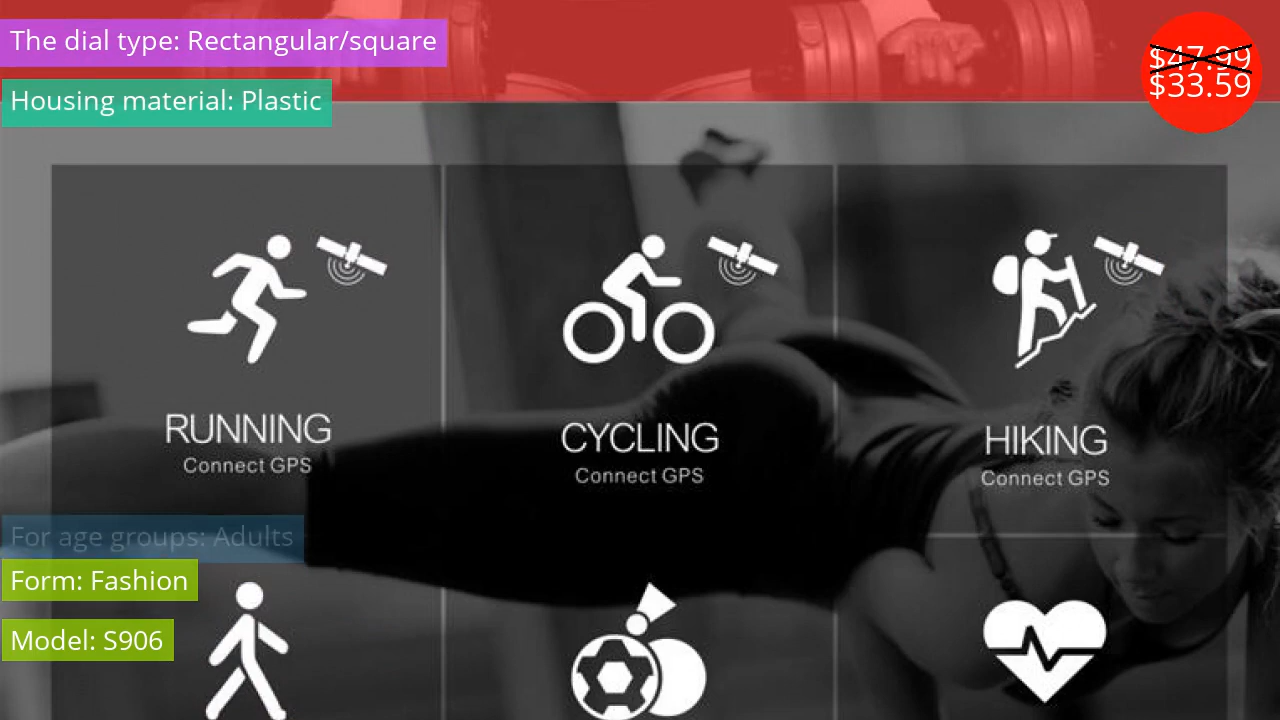 The dial type: Rectangular/square
$47.99
$33.59
Housing material: Plastic
RUNNING
Connect GPS
CYCLING
Connect GPS
HIKING
Connect GPS
For age groups: Adults
Form: Fashion
Model: S906